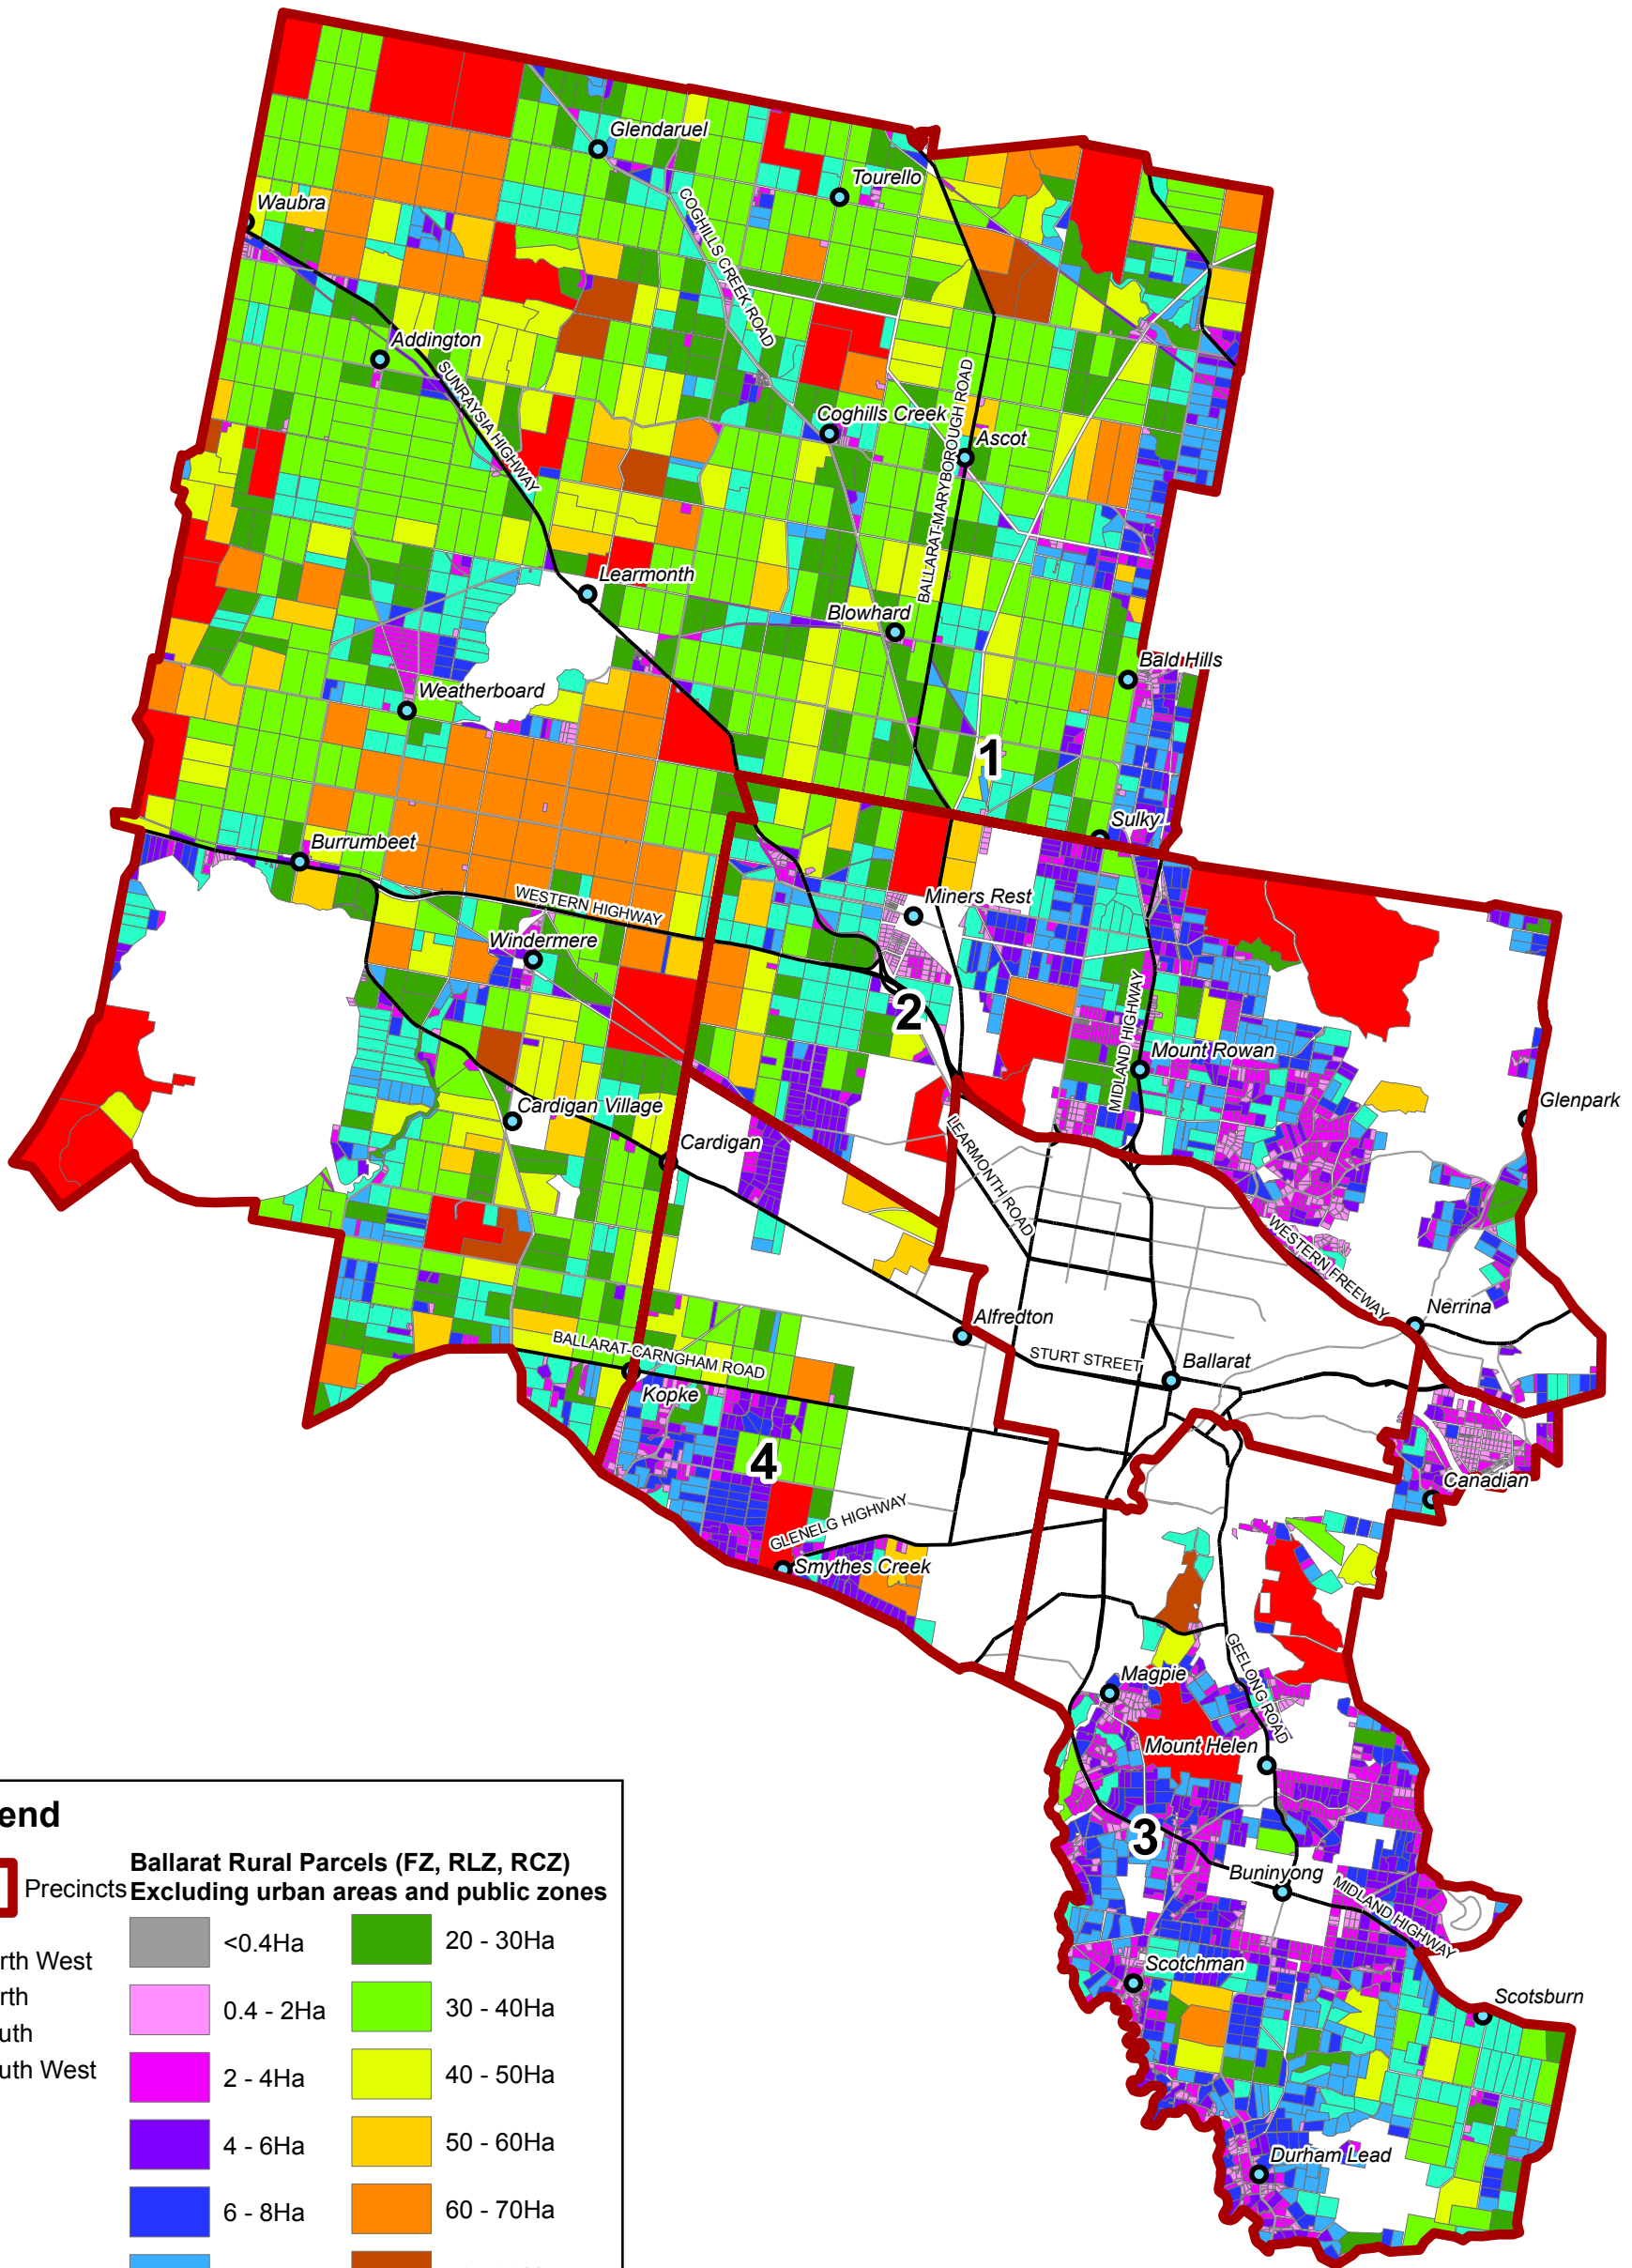 Glendaruel
Tourello
Waubra
COGHILLS CREEK ROAD
Addington
SUNRAYSIA HIGHWAY
Coghills Creek
Ascot
BALLARAT-MARYBOROUGH ROAD
Learmonth
Blowhard
Bald Hills
Weatherboard
1
Sulky
Burrumbeet
WESTERN HIGHWAY
Miners Rest
Windermere
2
MIDLAND HIGHWAY
Mount Rowan
Cardigan Village
Glenpark
Cardigan
LEARMONTH ROAD
WESTERN FREEWAY
Nerrina
Alfredton
BALLARAT-CARNGHAM ROAD
STURT STREET
Ballarat
Kopke
4
Canadian
GLENELG HIGHWAY
Smythes Creek
GEELONG ROAD
Magpie
Mount Helen
3
Buninyong
MIDLAND HIGHWAY
Scotchman
Scotsburn
Durham Lead
end
Precincts
rth West
rth
uth
uth West
Ballarat Rural Parcels (FZ, RLZ, RCZ)
Excluding urban areas and public zones
<0.4Ha
0.4 - 2Ha
2 - 4Ha
4 - 6Ha
6 - 8Ha
20 - 30Ha
30 - 40Ha
40 - 50Ha
50 - 60Ha
60 - 70Ha